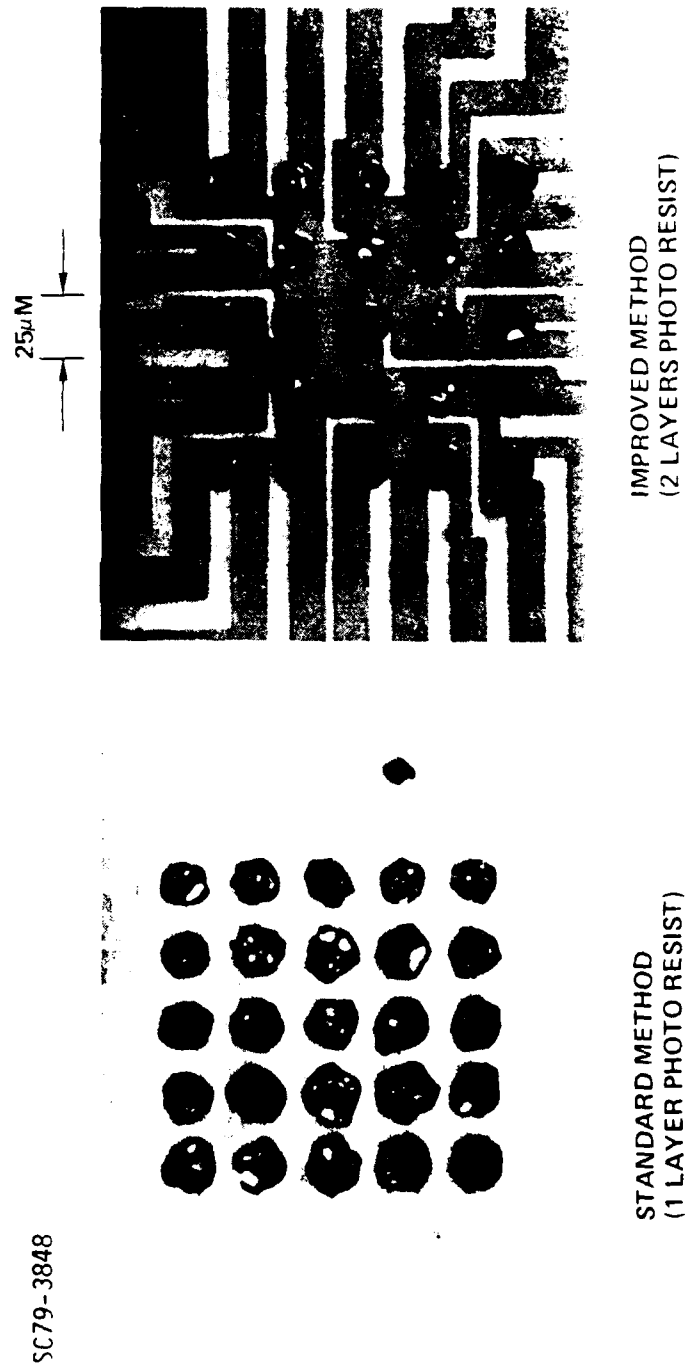 SC79-3848
25μM
STANDARD METHOD
(1 LAYER PHOTO RESIST)
IMPROVED METHOD
(2 LAYERS PHOTO RESIST)